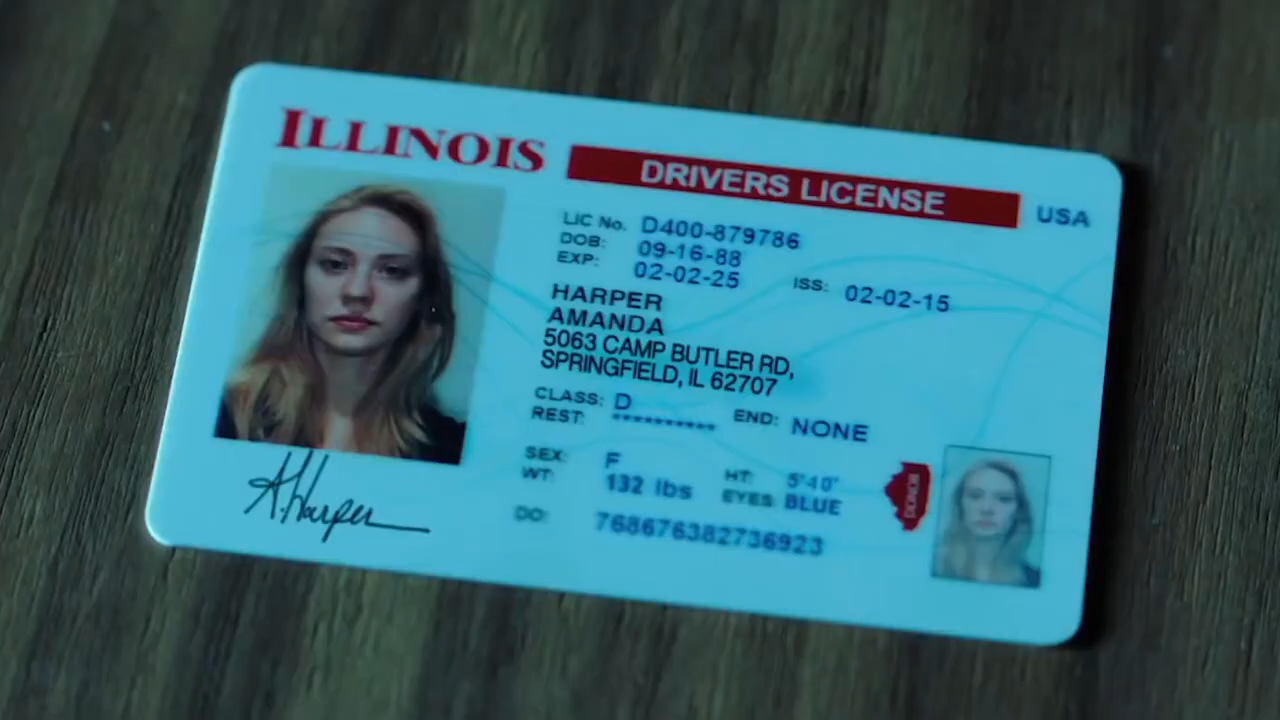 ILLINOIS
DRIVERS LICENSE
USA
LIC No. D400-879786
DOB: 09-16-88
EXP: 02-02-25 ISS: 02-02-15
HARPER
AMANDA
5063 CAMP BUTLER RD,
SPRINGFIELD, IL 62707
CLASS: D END: NONE
REST: **********
SEX: F HT: 5'40'
WT: 132 lbs EYES: BLUE
DD: 768676382736923
DONOR
A.Harper